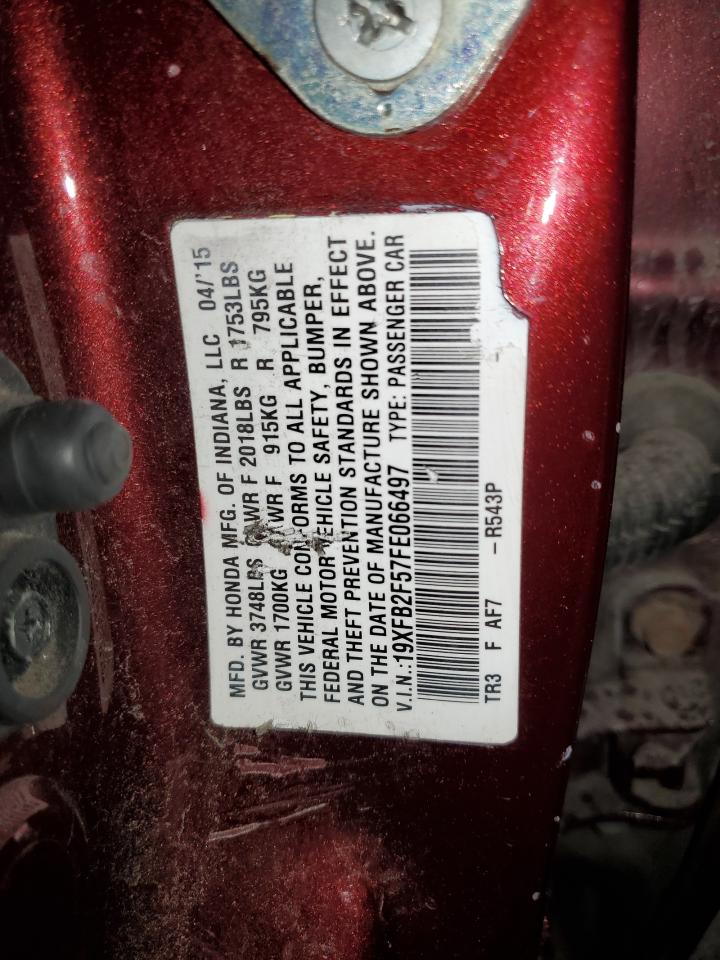 MFD. BY HONDA MFG. OF INDIANA, LLC 04/'15
GVWR 3748LBS GAWR F 2018LBS R 1753LBS
GVWR 1700KG GAWR F 915KG R 795KG
THIS VEHICLE CONFORMS TO ALL APPLICABLE
FEDERAL MOTOR VEHICLE SAFETY, BUMPER,
AND THEFT PREVENTION STANDARDS IN EFFECT
ON THE DATE OF MANUFACTURE SHOWN ABOVE.
V.I.N.:19XFB2F57FE066497 TYPE: PASSENGER CAR
TR3 F AF7 -R543P